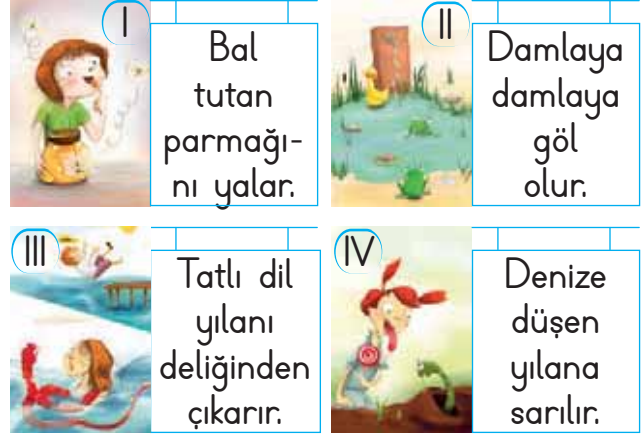 I
Bal
tutan
parmağı-
nı yalar.
II
Damlaya
damlaya
göl
olur.
III
Tatlı dil
yılanı
deliğinden
çıkarır.
IV
Denize
düşen
yılana
sarılır.